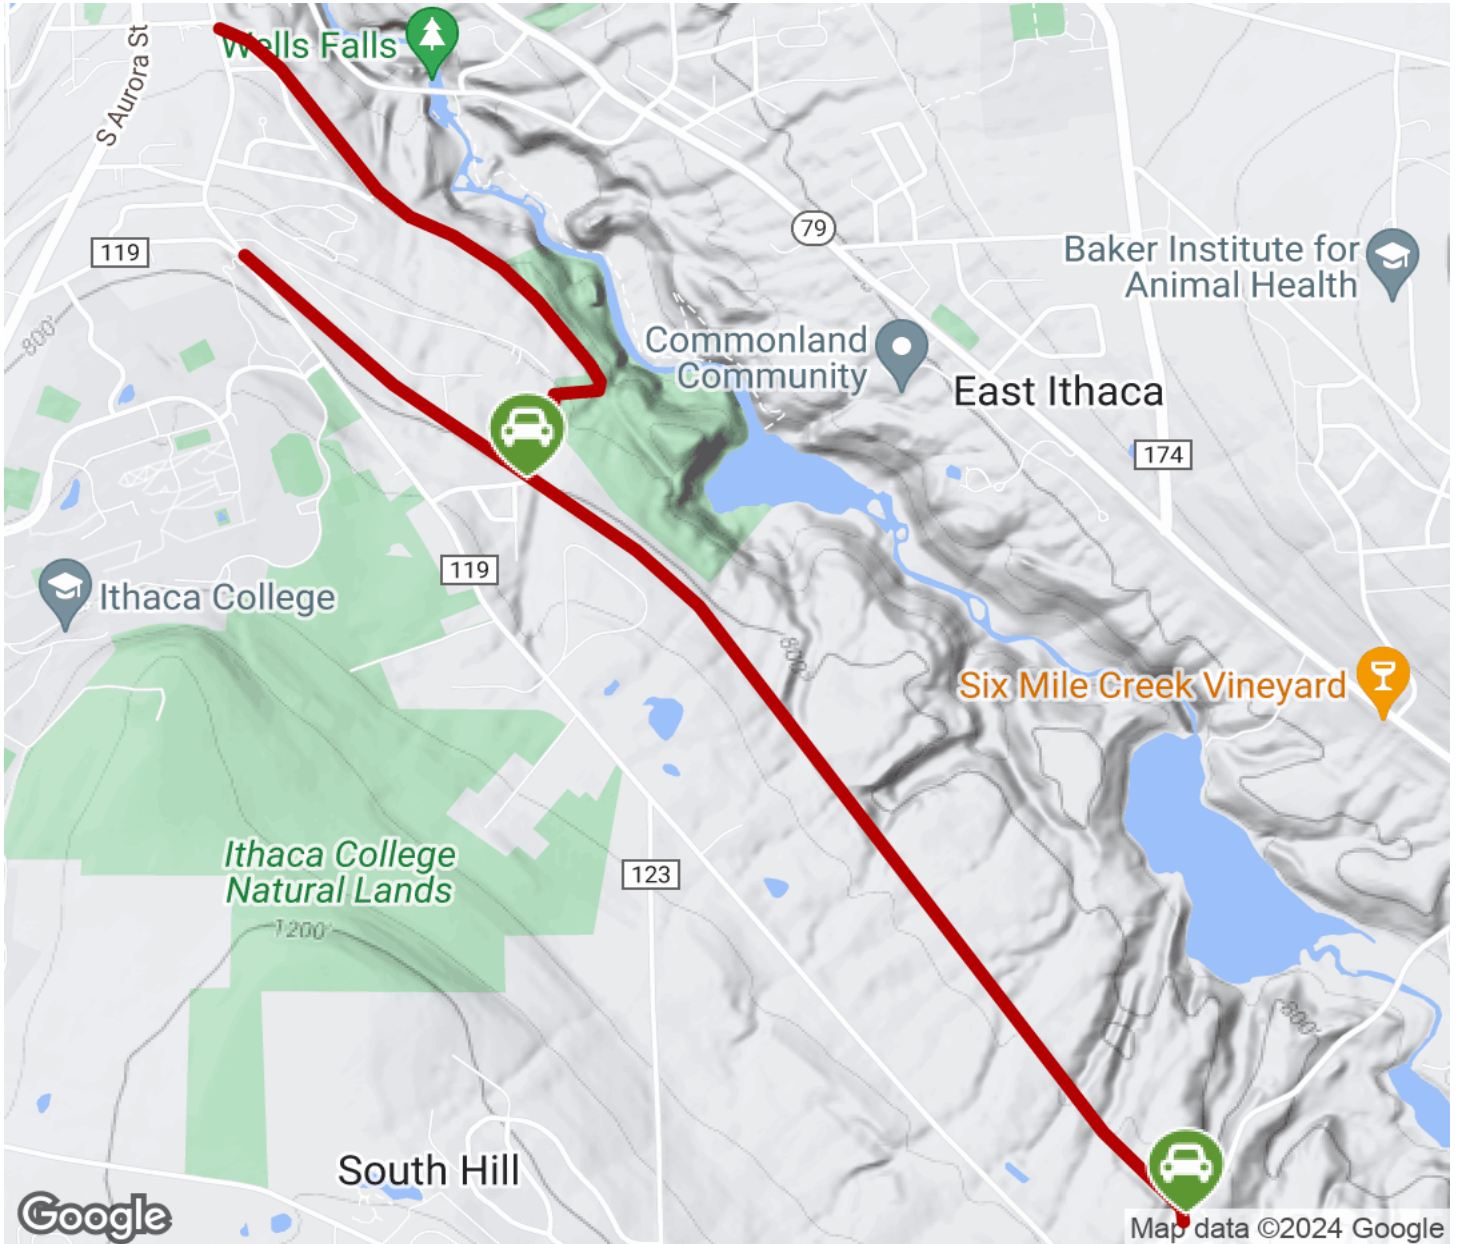 Wells Falls
S Aurora St
79
119
Baker Institute for
Animal Health
800'
Commonland
Community
East Ithaca
174
119
Ithaca College
800'
Six Mile Creek Vineyard
Ithaca College
Natural Lands
123
1200'
800'
South Hill
Google
Map data ©2024 Google